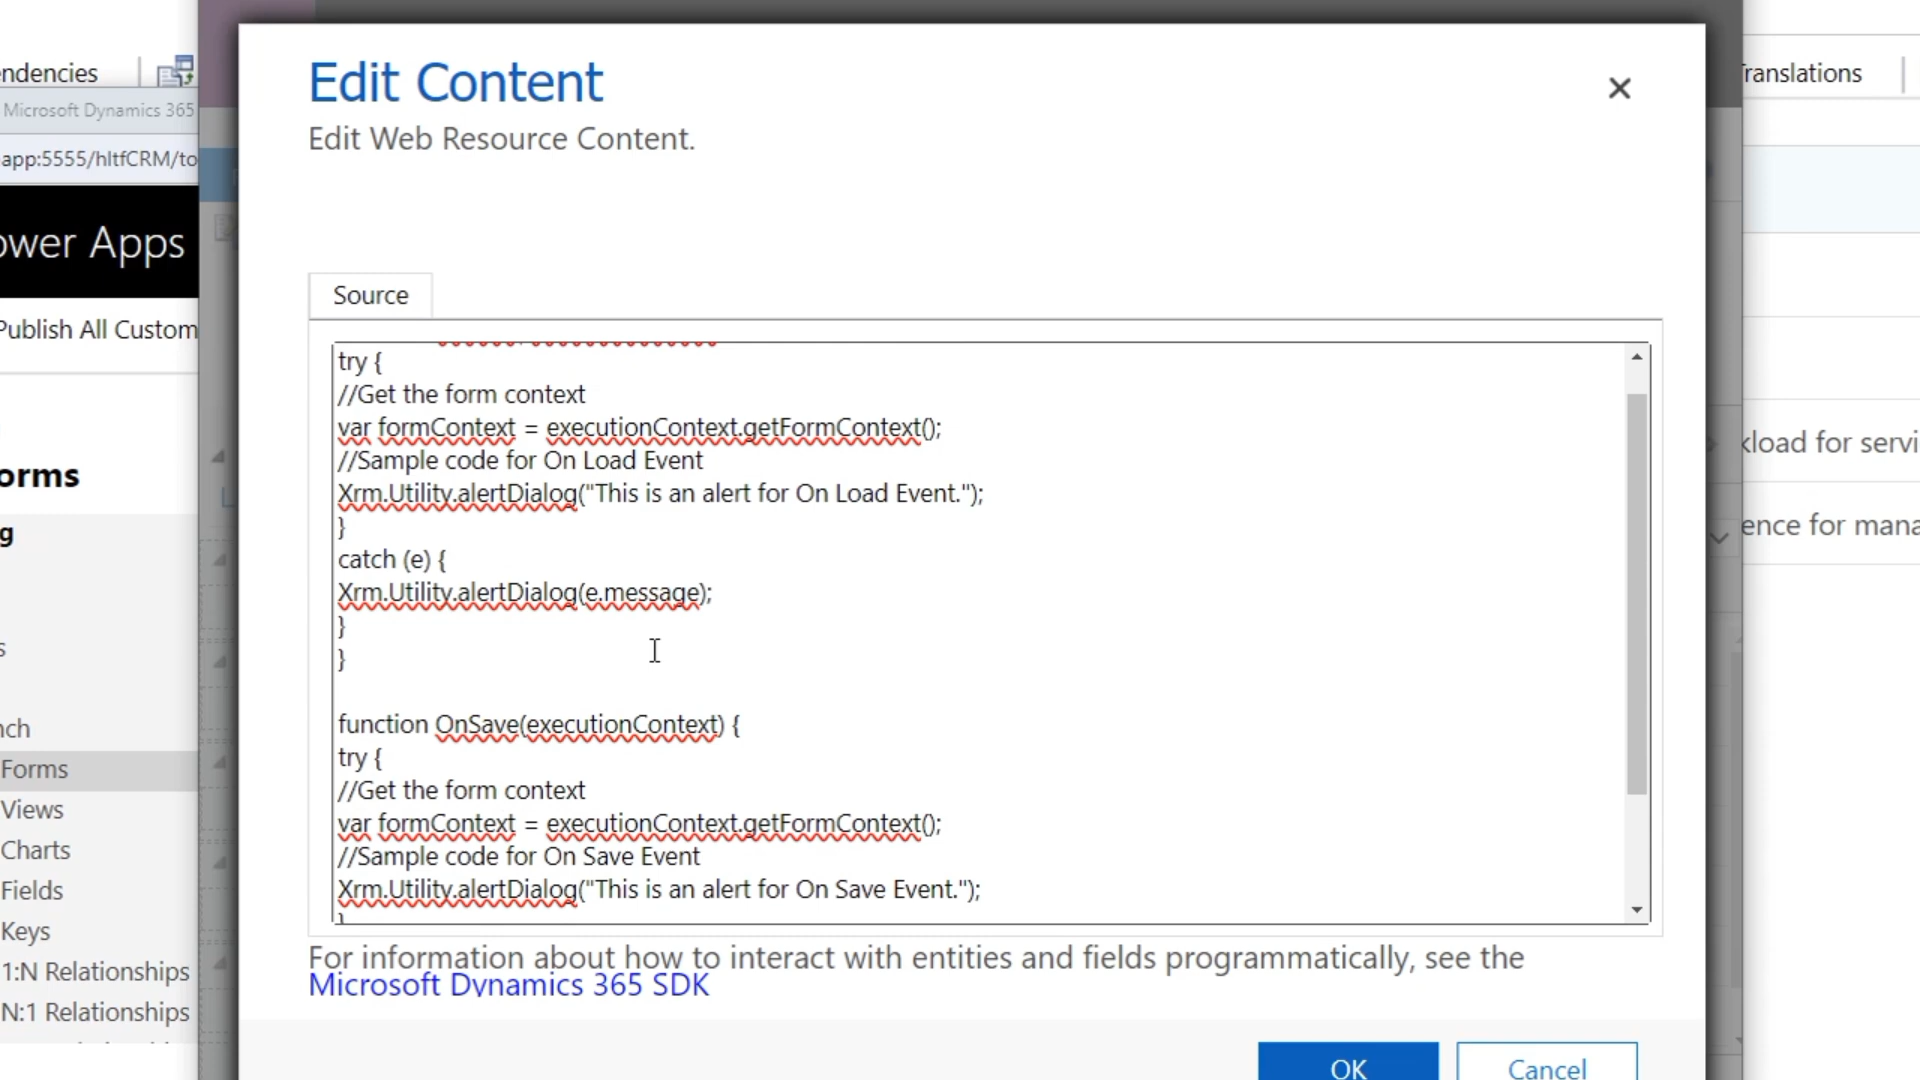 Edit Content
Edit Web Resource Content.
endencies
Translations
Microsoft Dynamics 365
app:5555/hltfCRM/to
ower Apps
Source
Publish All Custom
try {
//Get the form context
var formContext = executionContext.getFormContext();
//Sample code for On Load Event
Xrm.Utility.alertDialog("This is an alert for On Load Event.");
}
catch (e) {
Xrm.Utility.alertDialog(e.message);
}
}
function OnSave(executionContext) {
try {
//Get the form context
var formContext = executionContext.getFormContext();
//Sample code for On Save Event
Xrm.Utility.alertDialog("This is an alert for On Save Event.");
}
kload for servi
ence for mana
orms
g
s
nch
Forms
Views
Charts
Fields
Keys
1:N Relationships
N:1 Relationships
For information about how to interact with entities and fields programmatically, see the
Microsoft Dynamics 365 SDK
OK
Cancel